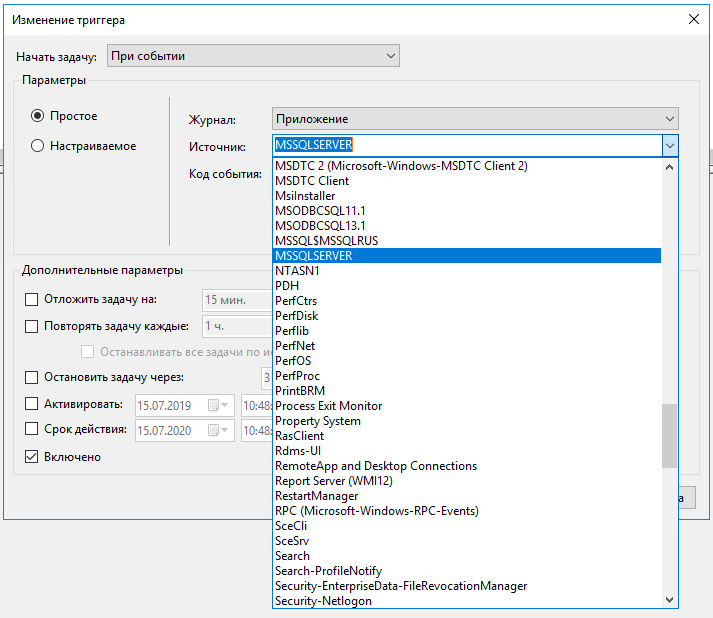 Изменение триггера
Начать задачу: При событии
Параметры
Простое
Настраиваемое
Журнал: Приложение
Источник: MSSQLSERVER
Код события:
MSDTC 2 (Microsoft-Windows-MSDTC Client 2)
MSDTC Client
MsiInstaller
MSODBCSQL11.1
MSODBCSQL13.1
MSSQL$MSSQLRUS
MSSQLSERVER
NTASN1
PDH
PerfCtrs
PerfDisk
Perflib
PerfNet
PerfOS
PerfProc
PrintBRM
Process Exit Monitor
Property System
RasClient
Rdms-UI
RemoteApp and Desktop Connections
Report Server (WMI12)
RestartManager
RPC (Microsoft-Windows-RPC-Events)
SceCli
SceSrv
Search
Search-ProfileNotify
Security-EnterpriseData-FileRevocationManager
Security-Netlogon
Дополнительные параметры
Отложить задачу на: 15 мин.
Повторять задачу каждые: 1 ч.
Останавливать все задачи по
Остановить задачу через: 3
Активировать: 15.07.2019 10:48:
Срок действия: 15.07.2020 10:48:
Включено
а